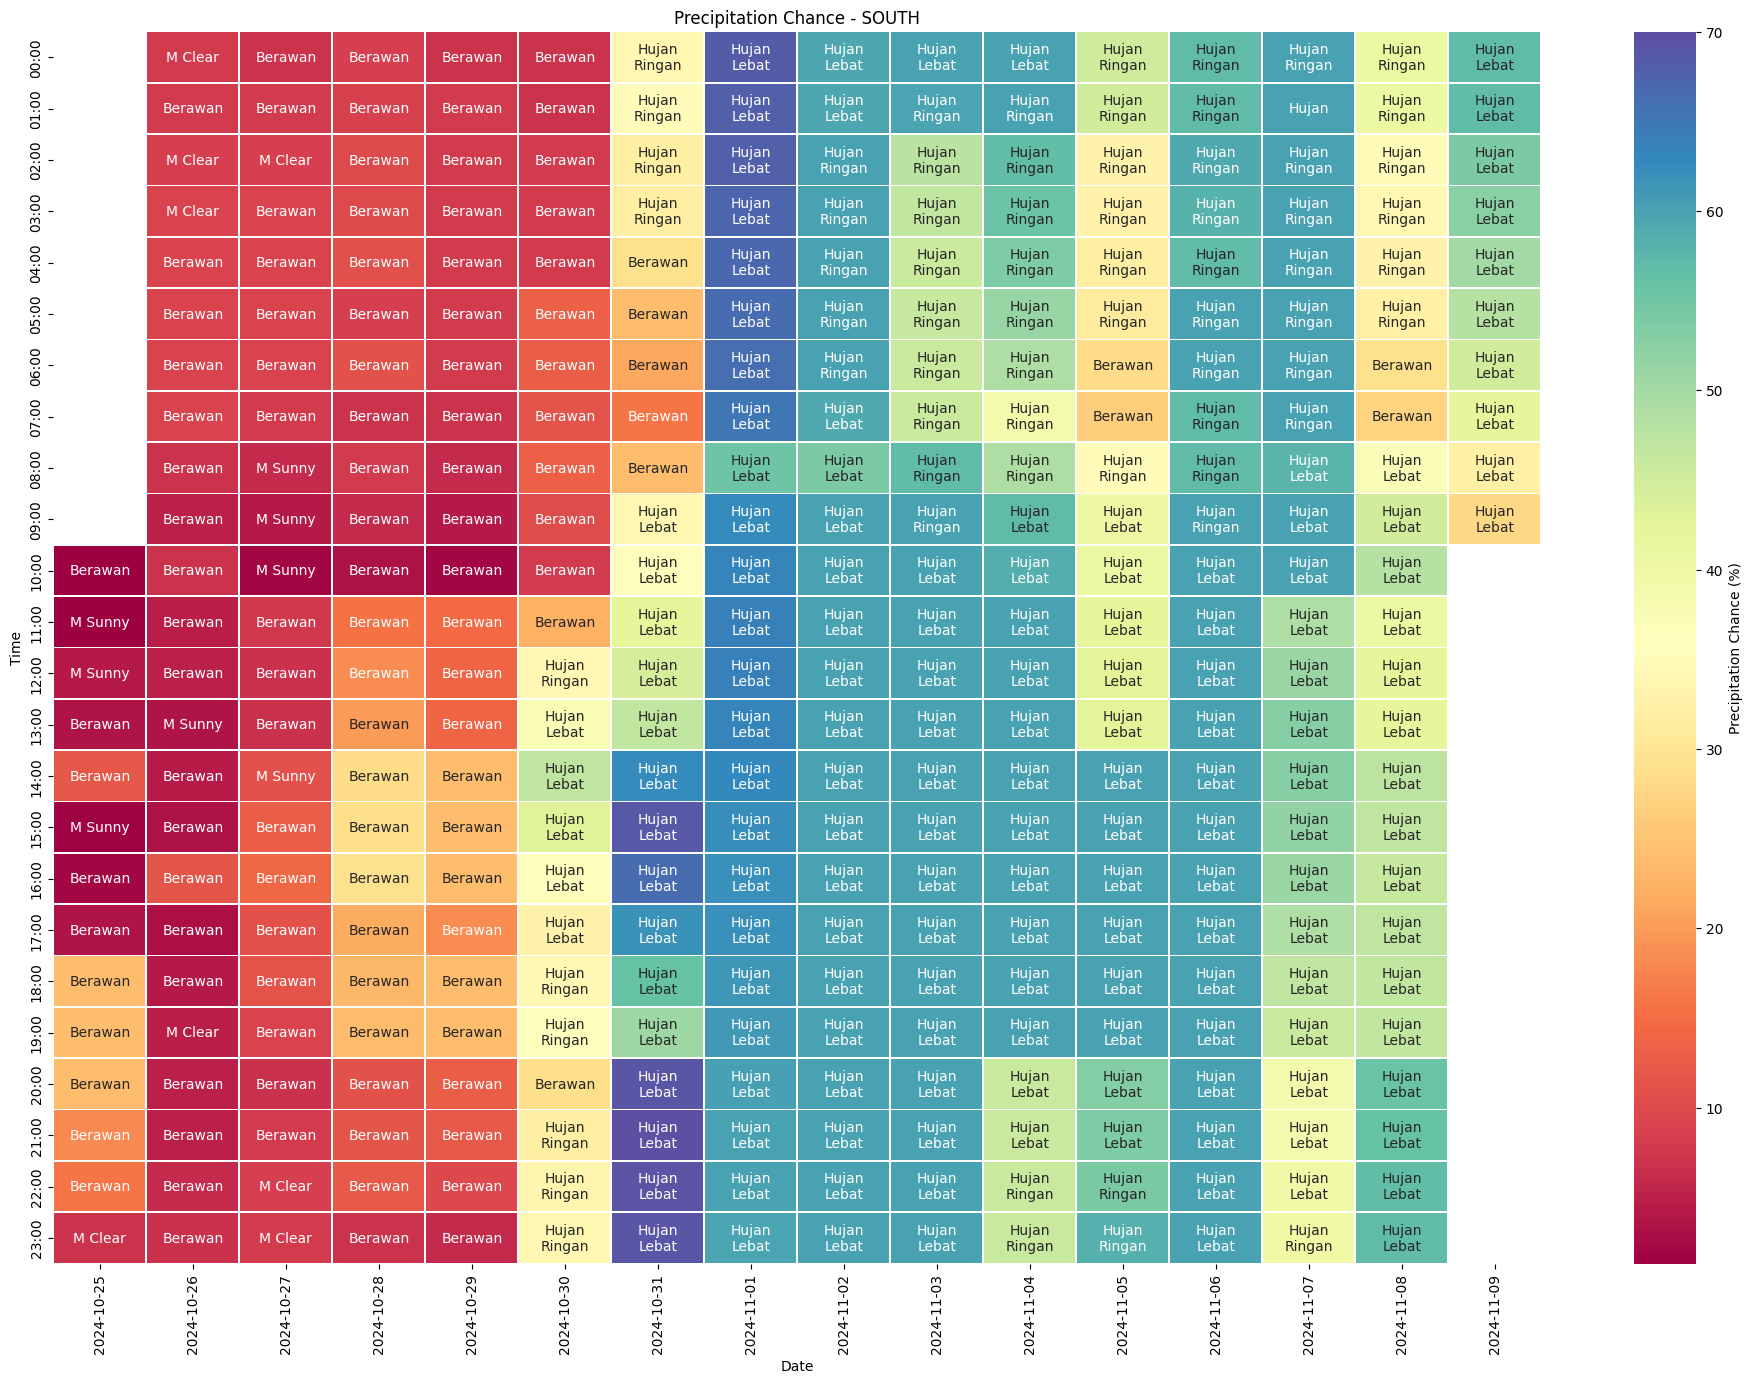 Precipitation Chance - SOUTH
00:00 M Clear Berawan Berawan Berawan Berawan Hujan Ringan Hujan Lebat Hujan Lebat Hujan Lebat Hujan Lebat Hujan Ringan Hujan Ringan Hujan Ringan Hujan Ringan Hujan Lebat
01:00 Berawan Berawan Berawan Berawan Berawan Hujan Ringan Hujan Lebat Hujan Lebat Hujan Ringan Hujan Ringan Hujan Ringan Hujan Ringan Hujan Hujan Ringan Hujan Lebat
02:00 M Clear M Clear Berawan Berawan Berawan Hujan Ringan Hujan Lebat Hujan Ringan Hujan Ringan Hujan Ringan Hujan Ringan Hujan Ringan Hujan Ringan Hujan Ringan Hujan Lebat
03:00 M Clear Berawan Berawan Berawan Berawan Hujan Ringan Hujan Lebat Hujan Ringan Hujan Ringan Hujan Ringan Hujan Ringan Hujan Ringan Hujan Ringan Hujan Ringan Hujan Lebat
04:00 Berawan Berawan Berawan Berawan Berawan Berawan Hujan Lebat Hujan Ringan Hujan Ringan Hujan Ringan Hujan Ringan Hujan Ringan Hujan Ringan Hujan Ringan Hujan Lebat
05:00 Berawan Berawan Berawan Berawan Berawan Berawan Hujan Lebat Hujan Ringan Hujan Ringan Hujan Ringan Hujan Ringan Hujan Ringan Hujan Ringan Hujan Ringan Hujan Lebat
06:00 Berawan Berawan Berawan Berawan Berawan Berawan Hujan Lebat Hujan Ringan Hujan Ringan Hujan Ringan Berawan Hujan Ringan Hujan Ringan Berawan Hujan Lebat
07:00 Berawan Berawan Berawan Berawan Berawan Berawan Hujan Lebat Hujan Lebat Hujan Ringan Hujan Ringan Berawan Hujan Ringan Hujan Ringan Berawan Hujan Lebat
08:00 Berawan M Sunny Berawan Berawan Berawan Berawan Hujan Lebat Hujan Lebat Hujan Ringan Hujan Ringan Hujan Ringan Hujan Ringan Hujan Lebat Hujan Lebat Hujan Lebat
09:00 Berawan M Sunny Berawan Berawan Berawan Hujan Lebat Hujan Lebat Hujan Lebat Hujan Ringan Hujan Lebat Hujan Lebat Hujan Ringan Hujan Lebat Hujan Lebat Hujan Lebat
10:00 Berawan Berawan M Sunny Berawan Berawan Berawan Hujan Lebat Hujan Lebat Hujan Lebat Hujan Lebat Hujan Lebat Hujan Lebat Hujan Lebat Hujan Lebat Hujan Lebat
11:00 M Sunny Berawan Berawan Berawan Berawan Berawan Hujan Lebat Hujan Lebat Hujan Lebat Hujan Lebat Hujan Lebat Hujan Lebat Hujan Lebat Hujan Lebat Hujan Lebat
12:00 M Sunny Berawan Berawan Berawan Berawan Hujan Ringan Hujan Lebat Hujan Lebat Hujan Lebat Hujan Lebat Hujan Lebat Hujan Lebat Hujan Lebat Hujan Lebat Hujan Lebat
13:00 Berawan M Sunny Berawan Berawan Berawan Hujan Lebat Hujan Lebat Hujan Lebat Hujan Lebat Hujan Lebat Hujan Lebat Hujan Lebat Hujan Lebat Hujan Lebat Hujan Lebat
14:00 Berawan Berawan M Sunny Berawan Berawan Hujan Lebat Hujan Lebat Hujan Lebat Hujan Lebat Hujan Lebat Hujan Lebat Hujan Lebat Hujan Lebat Hujan Lebat Hujan Lebat
15:00 M Sunny Berawan Berawan Berawan Berawan Hujan Lebat Hujan Lebat Hujan Lebat Hujan Lebat Hujan Lebat Hujan Lebat Hujan Lebat Hujan Lebat Hujan Lebat Hujan Lebat
16:00 Berawan Berawan Berawan Berawan Berawan Hujan Lebat Hujan Lebat Hujan Lebat Hujan Lebat Hujan Lebat Hujan Lebat Hujan Lebat Hujan Lebat Hujan Lebat Hujan Lebat
17:00 Berawan Berawan Berawan Berawan Berawan Hujan Lebat Hujan Lebat Hujan Lebat Hujan Lebat Hujan Lebat Hujan Lebat Hujan Lebat Hujan Lebat Hujan Lebat Hujan Lebat
18:00 Berawan Berawan Berawan Berawan Berawan Hujan Ringan Hujan Lebat Hujan Lebat Hujan Lebat Hujan Lebat Hujan Lebat Hujan Lebat Hujan Lebat Hujan Lebat Hujan Lebat
19:00 Berawan M Clear Berawan Berawan Berawan Hujan Ringan Hujan Lebat Hujan Lebat Hujan Lebat Hujan Lebat Hujan Lebat Hujan Lebat Hujan Lebat Hujan Lebat Hujan Lebat
20:00 Berawan Berawan Berawan Berawan Berawan Berawan Hujan Lebat Hujan Lebat Hujan Lebat Hujan Lebat Hujan Lebat Hujan Lebat Hujan Lebat Hujan Lebat Hujan Lebat
21:00 Berawan Berawan Berawan Berawan Berawan Hujan Ringan Hujan Lebat Hujan Lebat Hujan Lebat Hujan Lebat Hujan Lebat Hujan Lebat Hujan Lebat Hujan Lebat Hujan Lebat
22:00 Berawan Berawan M Clear Berawan Berawan Hujan Ringan Hujan Lebat Hujan Lebat Hujan Lebat Hujan Lebat Hujan Ringan Hujan Ringan Hujan Lebat Hujan Lebat Hujan Lebat
23:00 M Clear Berawan M Clear Berawan Berawan Hujan Ringan Hujan Lebat Hujan Lebat Hujan Lebat Hujan Lebat Hujan Ringan Hujan Ringan Hujan Lebat Hujan Ringan Hujan Lebat
2024-10-25 2024-10-26 2024-10-27 2024-10-28 2024-10-29 2024-10-30 2024-10-31 2024-11-01 2024-11-02 2024-11-03 2024-11-04 2024-11-05 2024-11-06 2024-11-07 2024-11-08 2024-11-09
Date
Time
70
60
50
40
30
20
10
Precipitation Chance (%)